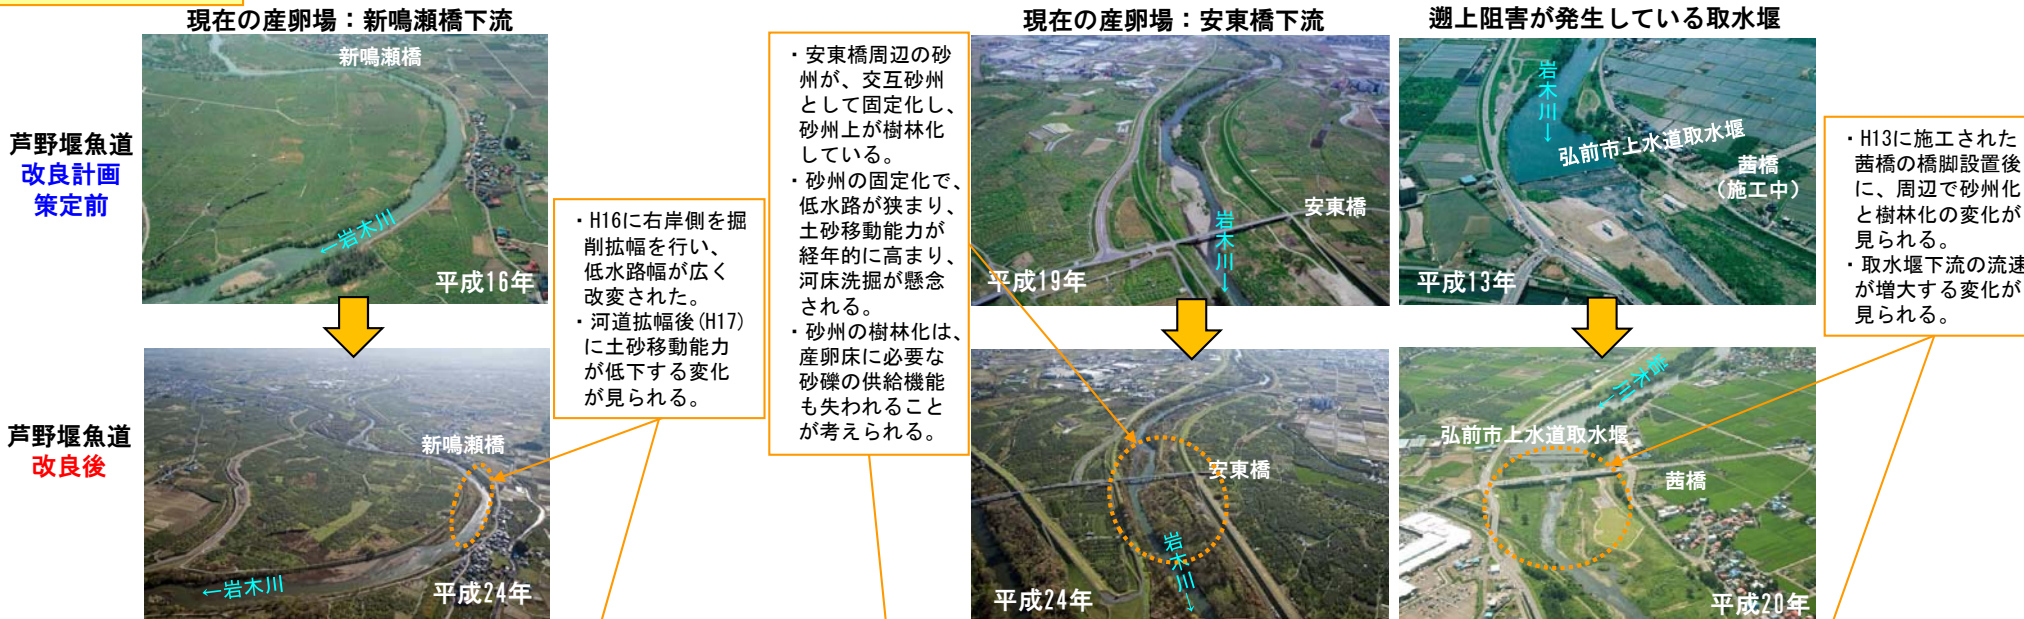 現在の産卵場：新鳴瀬橋下流
現在の産卵場：安東橋下流
遡上阻害が発生している取水堰
芦野堰魚道
改良計画
策定前
新鳴瀬橋
←岩木川
平成16年
・H16に右岸側を掘
削拡幅を行い、
低水路幅が広く
改変された。
・河道拡幅後(H17)
に土砂移動能力
が低下する変化
が見られる。
・安東橋周辺の砂
州が、交互砂州
として固定化し、
砂州上が樹林化
している。
・砂州の固定化で、
低水路が狭まり、
土砂移動能力が
経年的に高まり、
河床洗掘が懸念
される。
・砂州の樹林化は、
産卵床に必要な
砂礫の供給機能
も失われること
が考えられる。
安東橋
岩木川→
平成19年
岩木川→
弘前市上水道取水堰
茜橋
（施工中）
平成13年
・H13に施工された
茜橋の橋脚設置後
に、周辺で砂州化
と樹林化の変化が
見られる。
・取水堰下流の流速
が増大する変化が
見られる。
芦野堰魚道
改良後
新鳴瀬橋
←岩木川
平成24年
安東橋
岩木川→
平成24年
岩木川→
弘前市上水道取水堰
茜橋
平成20年